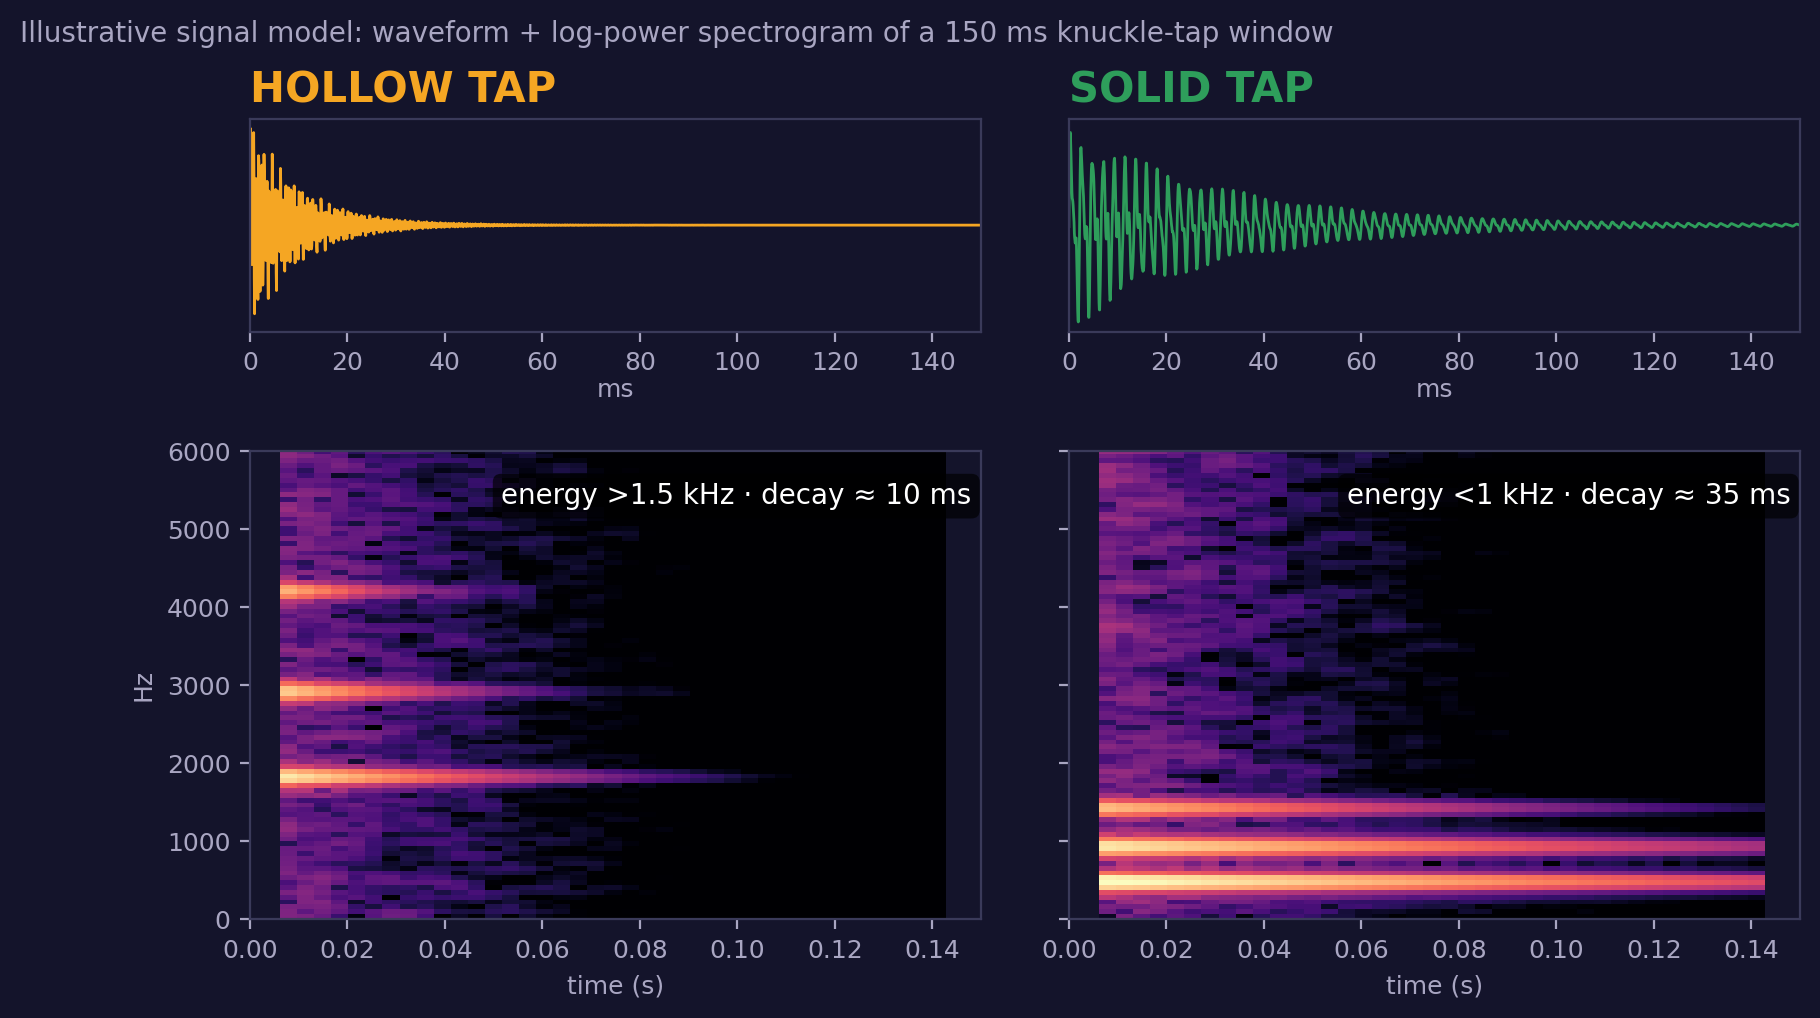 Illustrative signal model: waveform + log-power spectrogram of a 150 ms knuckle-tap window
HOLLOW TAP
0 20 40 60 80 100 120 140
ms
SOLID TAP
0 20 40 60 80 100 120 140
ms
6000
5000
4000
3000
2000
1000
0
Hz
energy >1.5 kHz · decay ≈ 10 ms
0.00 0.02 0.04 0.06 0.08 0.10 0.12 0.14
time (s)
energy <1 kHz · decay ≈ 35 ms
0.00 0.02 0.04 0.06 0.08 0.10 0.12 0.14
time (s)